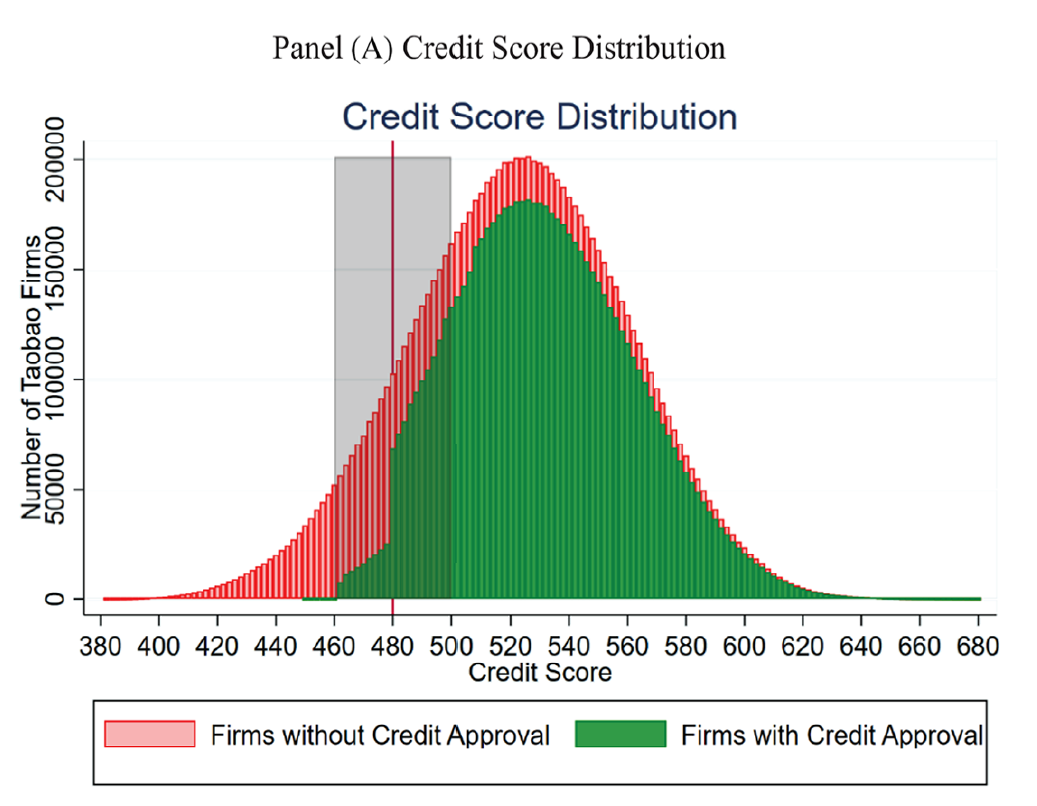 Panel (A) Credit Score Distribution
Credit Score Distribution
Number of Taobao Firms
200000
150000
100000
50000
0
380 400 420 440 460 480 500 520 540 560 580 600 620 640 660 680
Credit Score
Firms without Credit Approval
Firms with Credit Approval